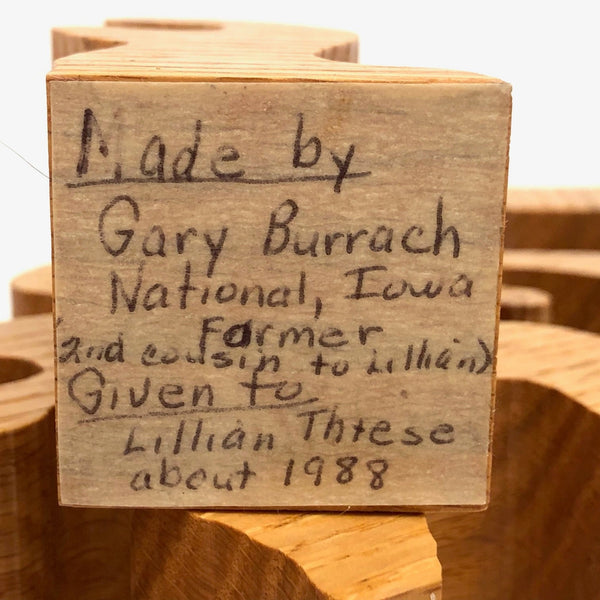 Made by
Gary Burrach
National, Iowa
Farmer
(2nd cousin to Lillian)
Given to
Lillian Thiese
about 1988